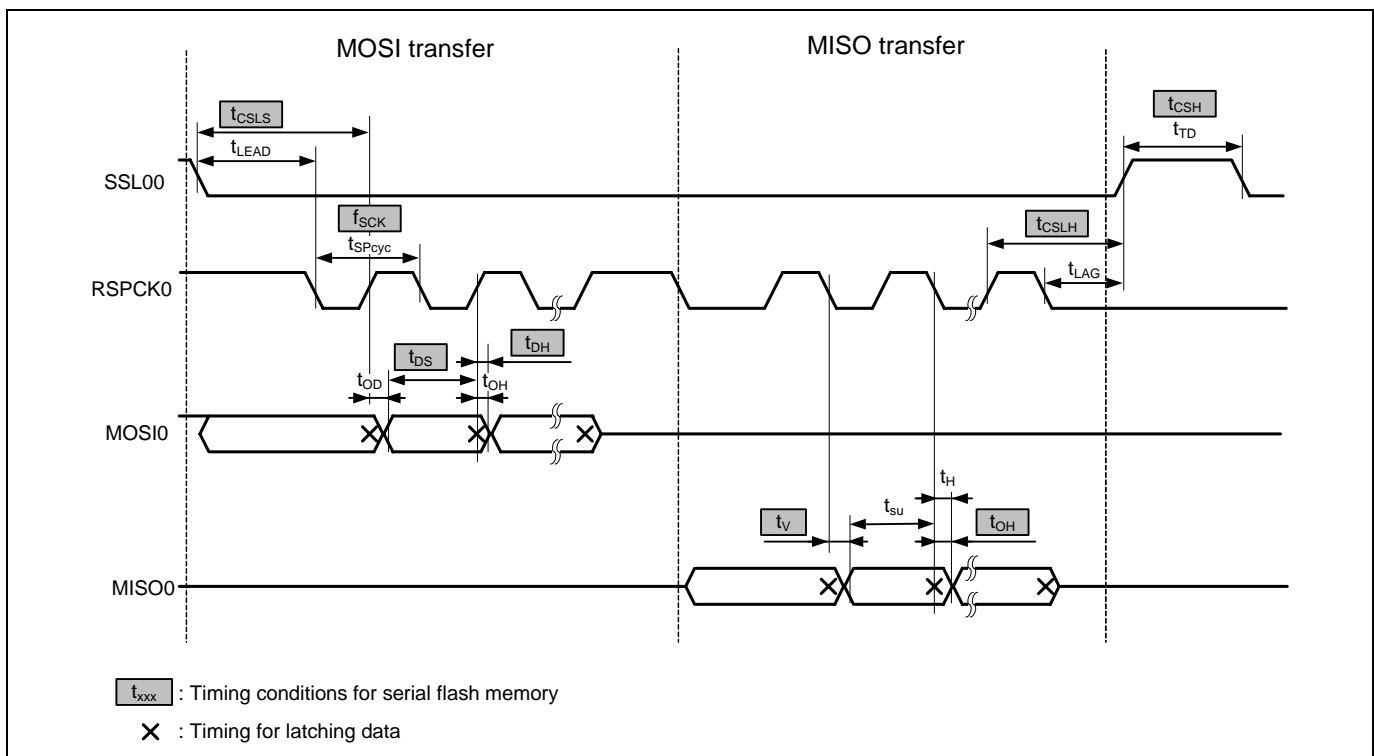 MOSI transfer
MISO transfer
tCSLS
tCSH
tLEAD
tTD
SSL00
fSCK
tCSLH
tSPcyc
tLAG
RSPCK0
tDS
tDH
tOD
tOH
MOSI0
tH
tsu
tV
tOH
MISO0
txxx : Timing conditions for serial flash memory
× : Timing for latching data